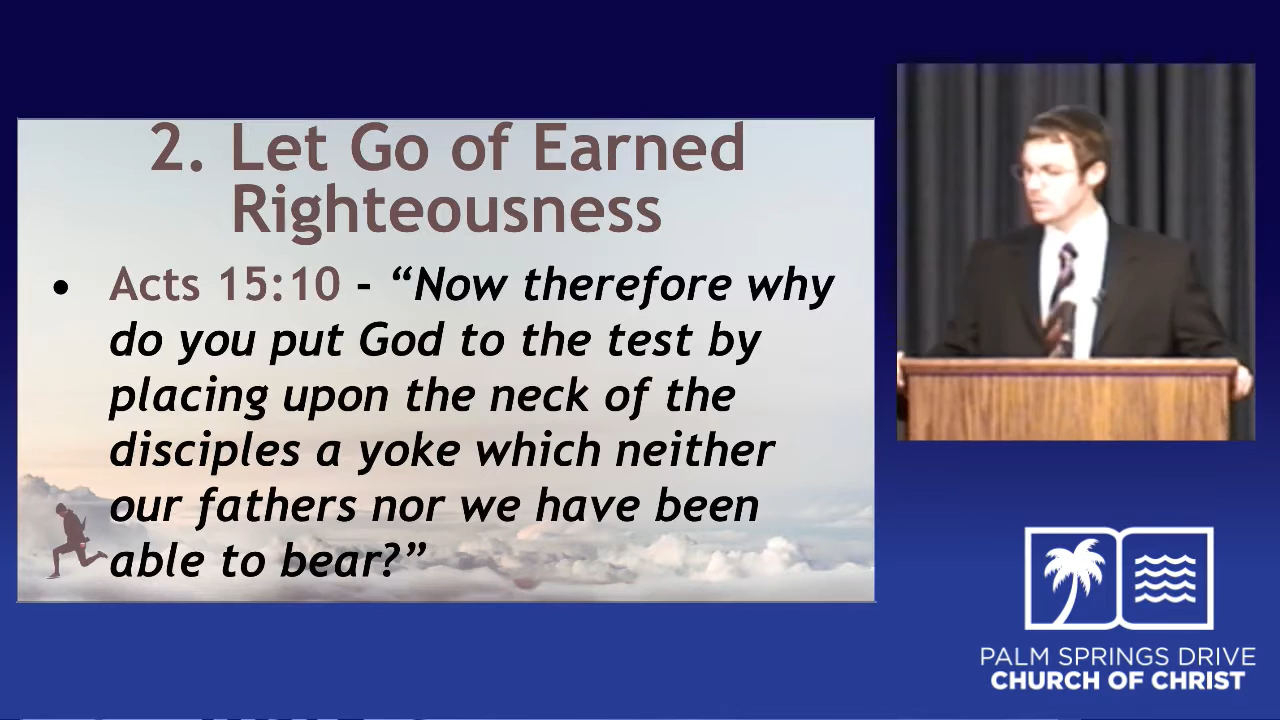 2. Let Go of Earned
Righteousness
• Acts 15:10 - “Now therefore why
do you put God to the test by
placing upon the neck of the
disciples a yoke which neither
our fathers nor we have been
able to bear?”
PALM SPRINGS DRIVE
CHURCH OF CHRIST